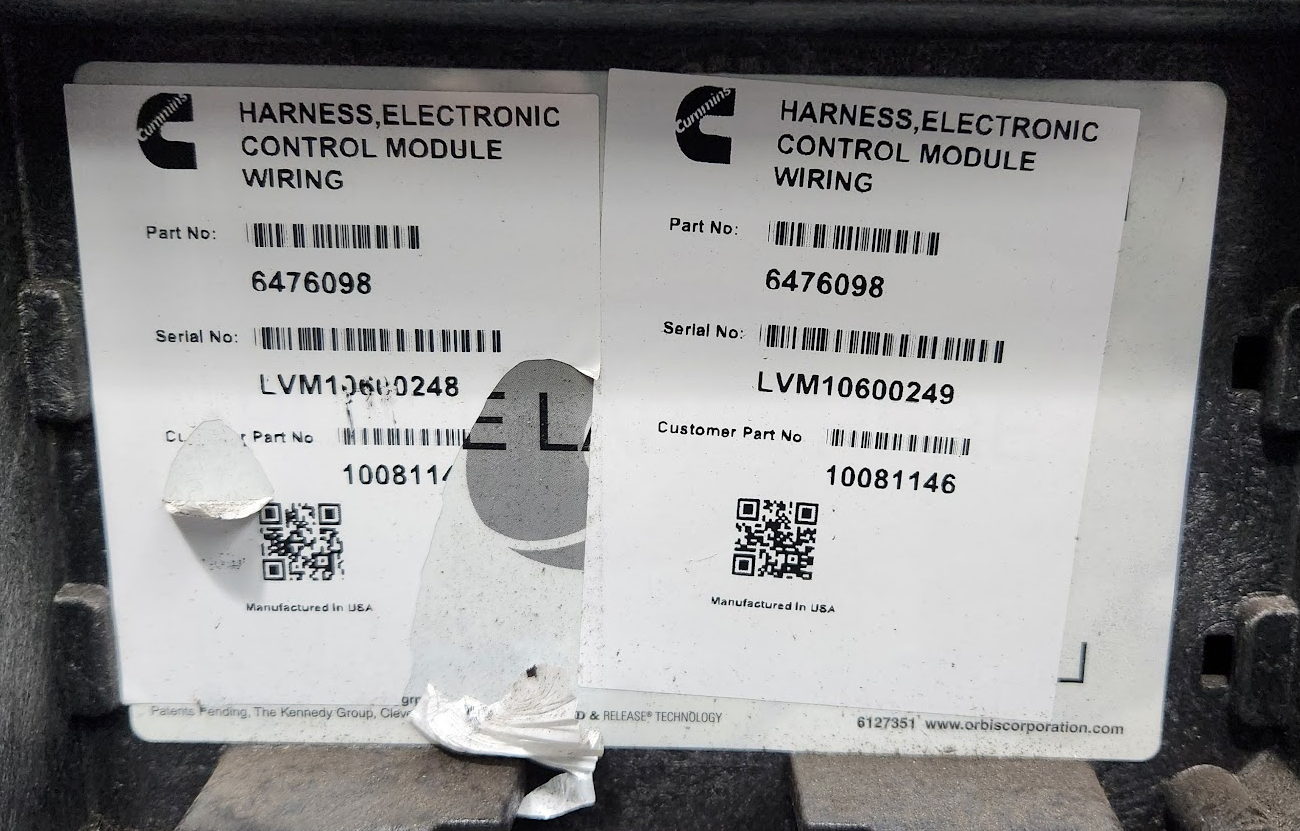 Cummins
HARNESS,ELECTRONIC
CONTROL MODULE
WIRING
Part No:
6476098
Serial No:
LVM10600248
Part No
Manufactured In USA
Cummins
HARNESS,ELECTRONIC
CONTROL MODULE
WIRING
Part No:
6476098
Serial No:
LVM10600249
Customer Part No
10081146
Manufactured In USA
Patents Pending, The Kennedy Group,
& RELEASE® TECHNOLOGY
6127351 www.orbiscorporation.com